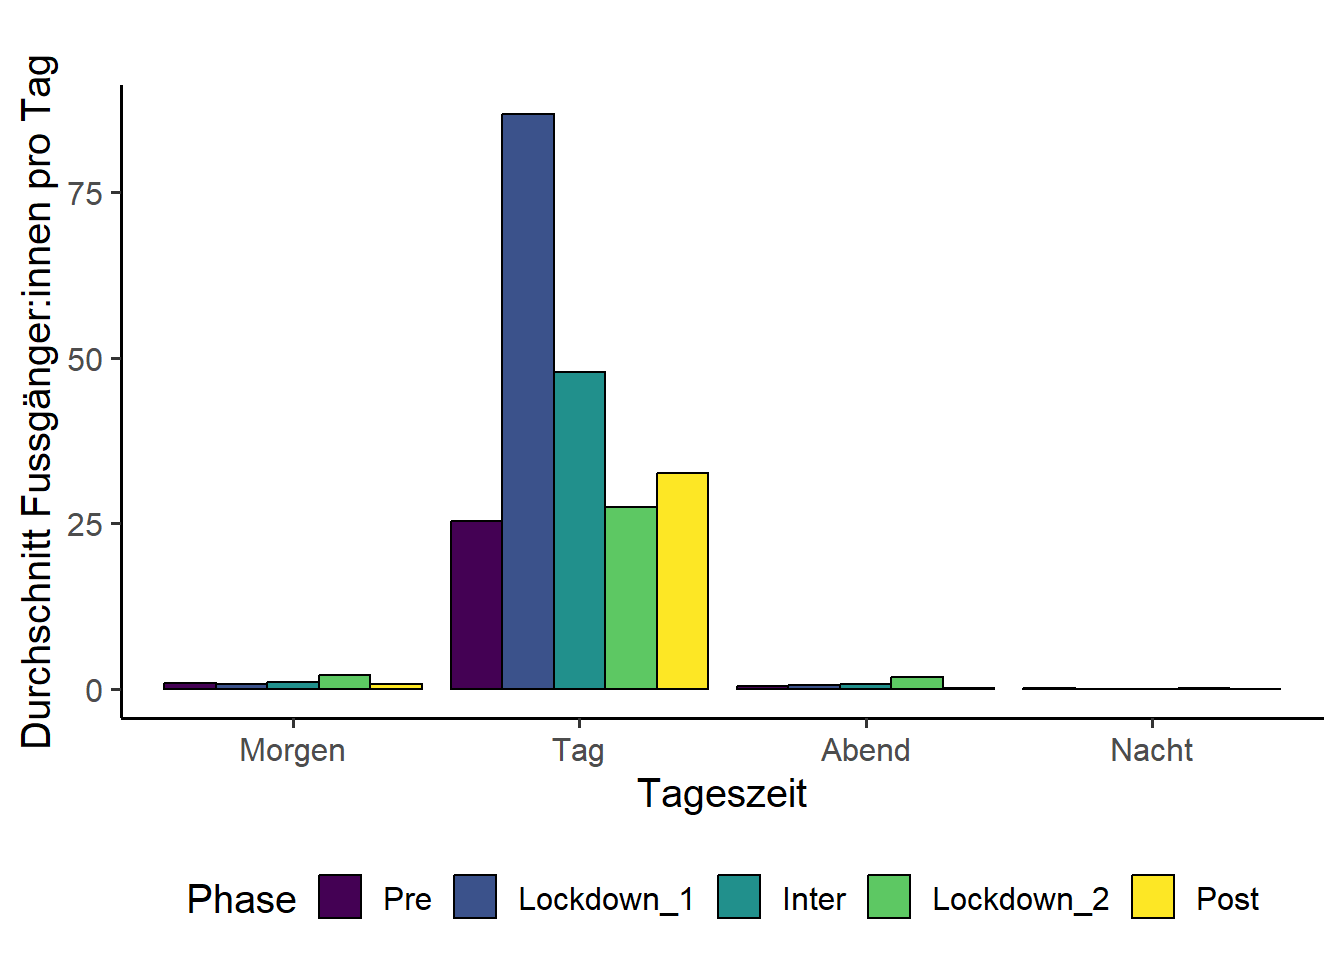 Durchschnitt Fussgänger:innen pro Tag
75
50
25
0
Morgen Tag Abend Nacht
Tageszeit
Phase Pre Lockdown_1 Inter Lockdown_2 Post